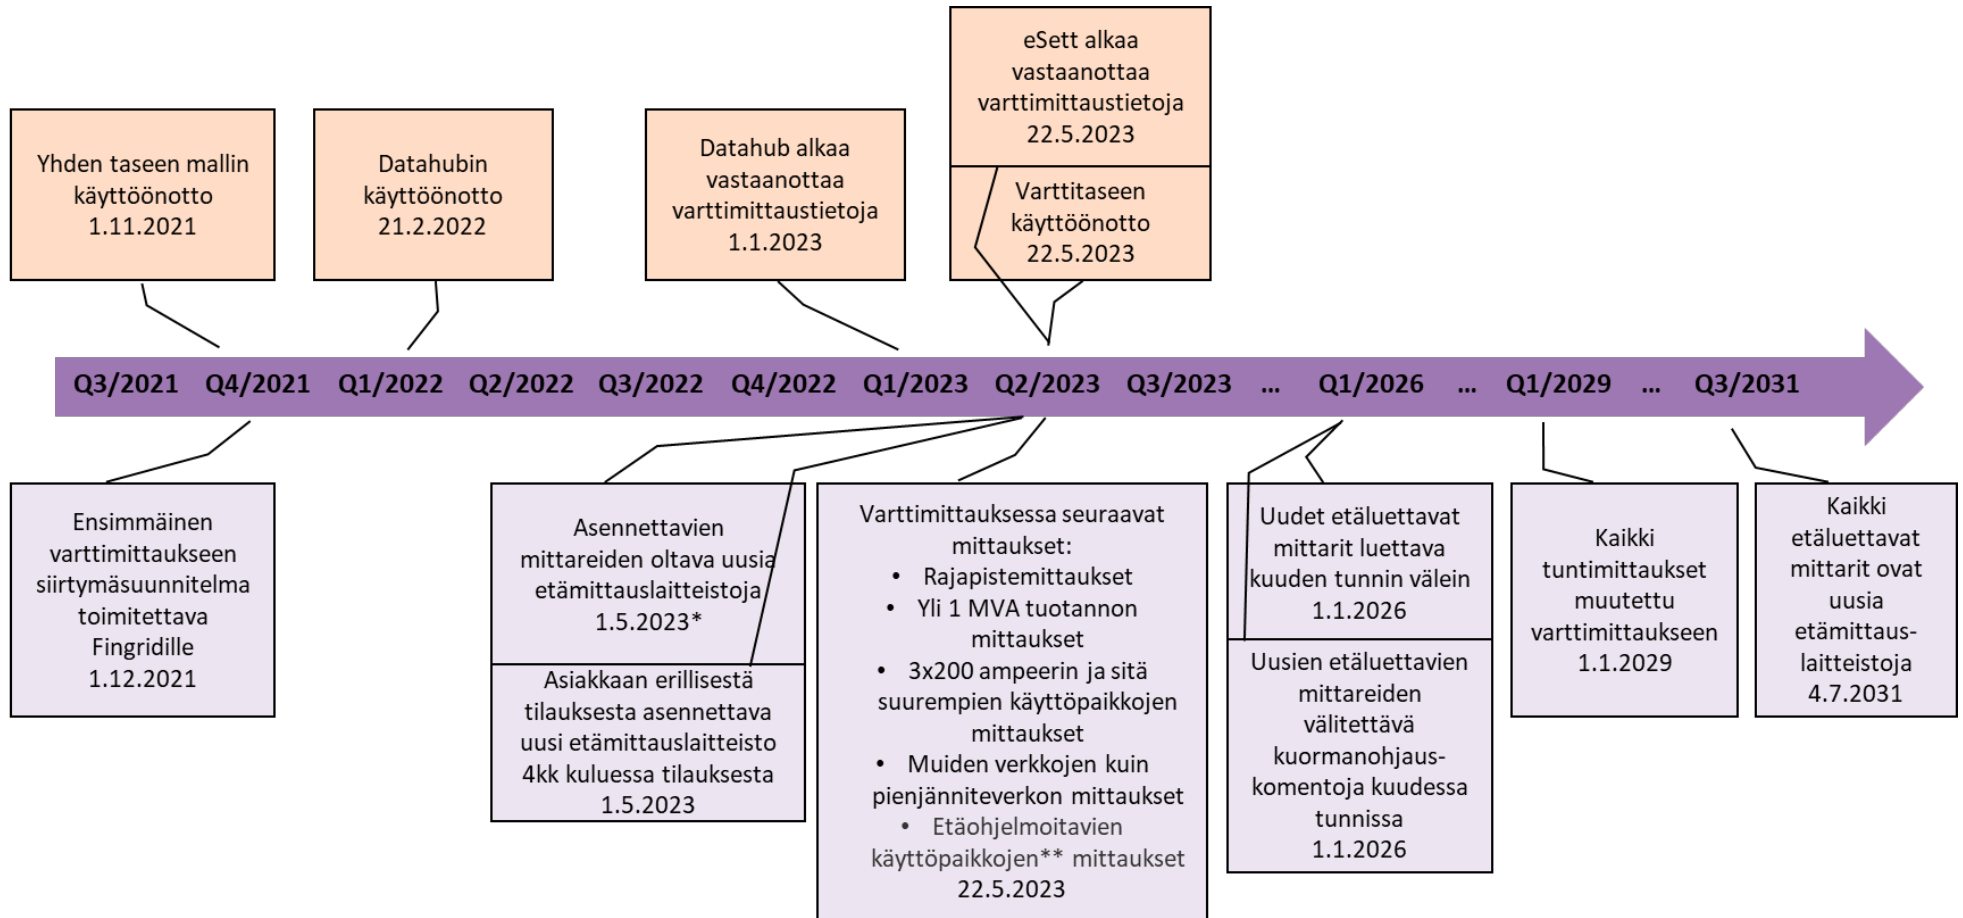 Yhden taseen mallin
käyttöönotto
1.11.2021
Datahubin
käyttöönotto
21.2.2022
Datahub alkaa
vastaanottaa
varttimittaustietoja
1.1.2023
eSett alkaa
vastaanottaa
varttimittaustietoja
22.5.2023
Varttitaseen
käyttöönotto
22.5.2023
Q3/2021 Q4/2021 Q1/2022 Q2/2022 Q3/2022 Q4/2022 Q1/2023 Q2/2023 Q3/2023 ... Q1/2026 ... Q1/2029 ... Q3/2031
Ensimmäinen
varttimittaukseen
siirtymäsuunnitelma
toimitettava
Fingridille
1.12.2021
Asennettavien
mittareiden oltava uusia
etämittauslaitteistoja
1.5.2023*
Asiakkaan erillisestä
tilauksesta asennettava
uusi etämittauslaitteisto
4kk kuluessa tilauksesta
1.5.2023
Varttimittauksessa seuraavat
mittaukset:
• Rajapistemittaukset
• Yli 1 MVA tuotannon
mittaukset
• 3x200 ampeerin ja sitä
suurempien käyttöpaikkojen
mittaukset
• Muiden verkkojen kuin
pienjänniteverkon mittaukset
• Etäohjelmoitavien
käyttöpaikkojen** mittaukset
22.5.2023
Uudet etäluettavat
mittarit luettava
kuuden tunnin välein
1.1.2026
Uusien etäluettavien
mittareiden
välitettävä
kuormanohjaus-
komentoja kuudessa
tunnissa
1.1.2026
Kaikki
tuntimittaukset
muutettu
varttimittaukseen
1.1.2029
Kaikki
etäluettavat
mittarit ovat
uusia
etämittaus-
laitteistoja
4.7.2031